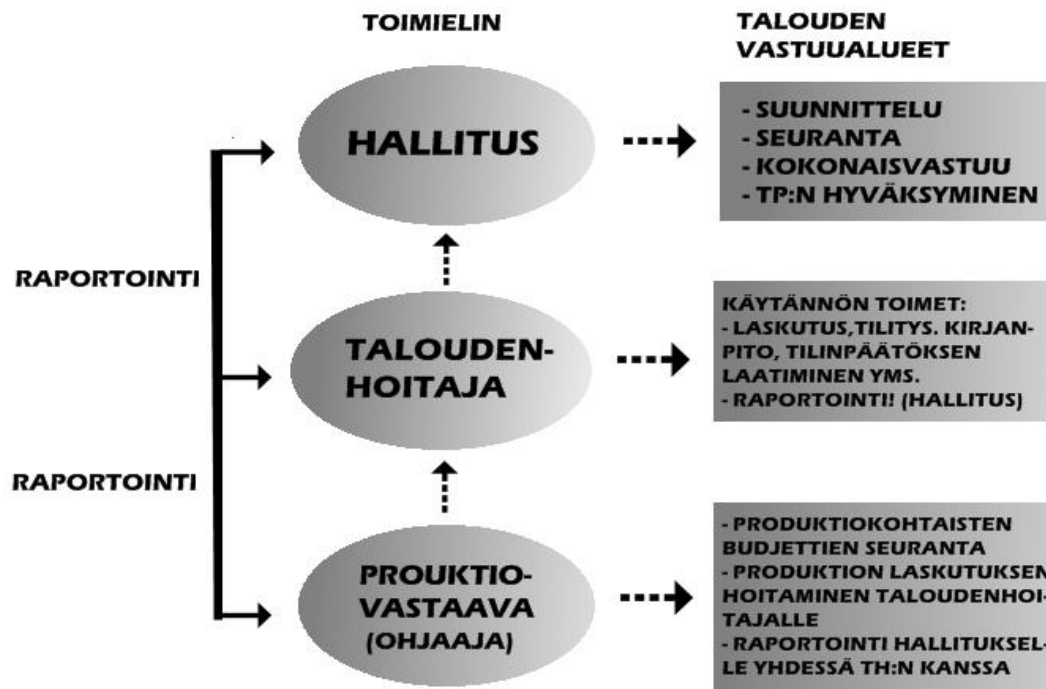 TOIMIELIN
TALOUDEN
VASTUUALUEET
HALLITUS
- SUUNNITTELU
- SEURANTA
- KOKONAISVASTUU
- TP:N HYVÄKSYMINEN
RAPORTOINTI
TALOUDEN-
HOITAJA
KÄYTÄNNÖN TOIMET:
- LASKUTUS,TILITYS. KIRJAN-
PITO, TILINPÄÄTÖKSEN
LAATIMINEN YMS.
- RAPORTOINTI! (HALLITUS)
RAPORTOINTI
PROUKTIO-
VASTAAVA
(OHJAAJA)
- PRODUKTIOKOHTAISTEN
BUDJETTIEN SEURANTA
- PRODUKTION LASKUTUKSEN
HOITAMINEN TALOUDENHOI-
TAJALLE
- RAPORTOINTI HALLITUKSEL-
LE YHDESSÄ TH:N KANSSA